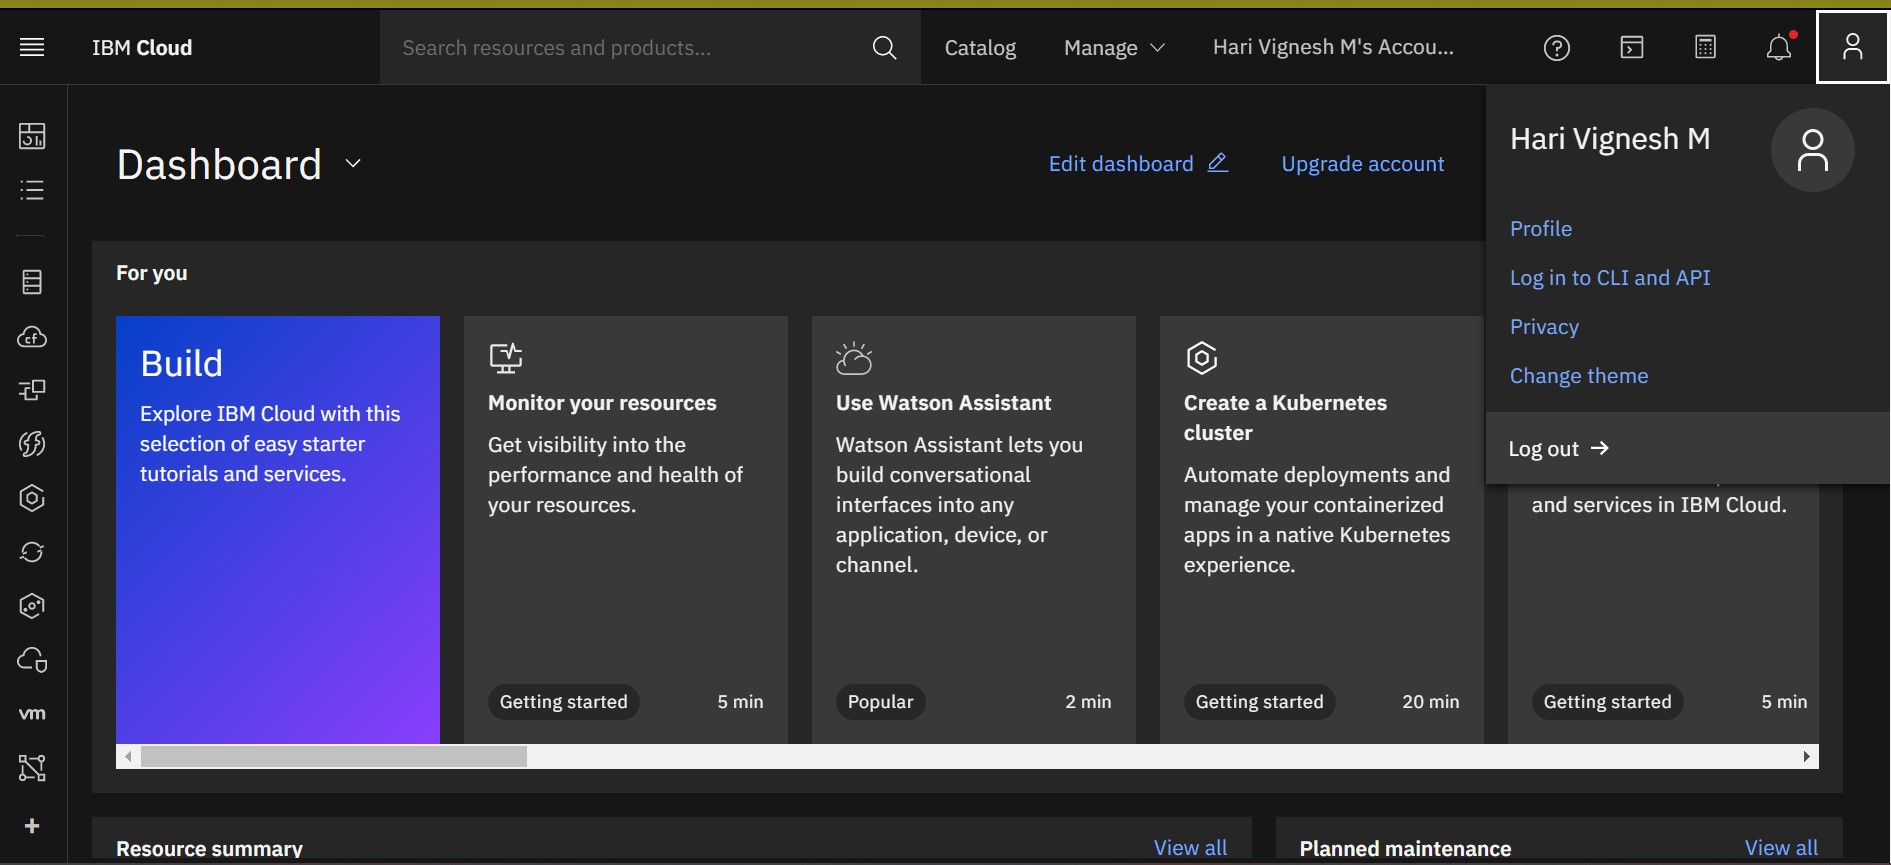 IBM Cloud
Search resources and products...
Catalog
Manage
Hari Vignesh M's Accou...
Hari Vignesh M
Profile
Log in to CLI and API
Privacy
Change theme
Log out
Dashboard
Edit dashboard
Upgrade account
For you
Build
Explore IBM Cloud with this
selection of easy starter
tutorials and services.
Monitor your resources
Get visibility into the
performance and health of
your resources.
Getting started
5 min
Use Watson Assistant
Watson Assistant lets you
build conversational
interfaces into any
application, device, or
channel.
Popular
2 min
Create a Kubernetes
cluster
Automate deployments and
manage your containerized
apps in a native Kubernetes
experience.
Getting started
20 min
and services in IBM Cloud.
Getting started
5 min
cf
vm
Resource summary
View all
Planned maintenance
View all